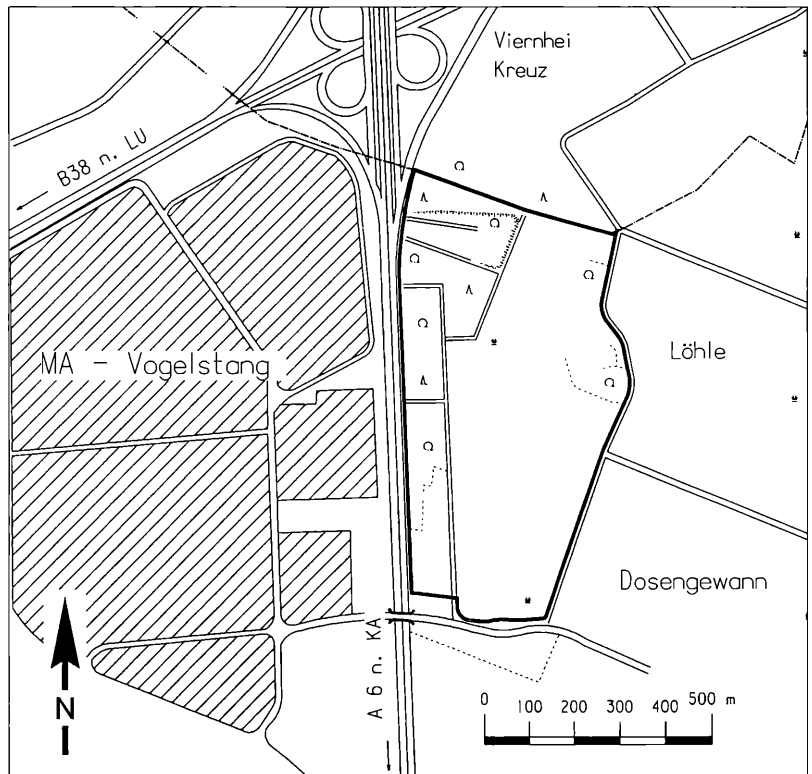 Viernhei
Kreuz
B38 n. LU
MA - Vogelstang
Löhle
Dosengewann
A 6 n. KA
N
0 100 200 300 400 500 m